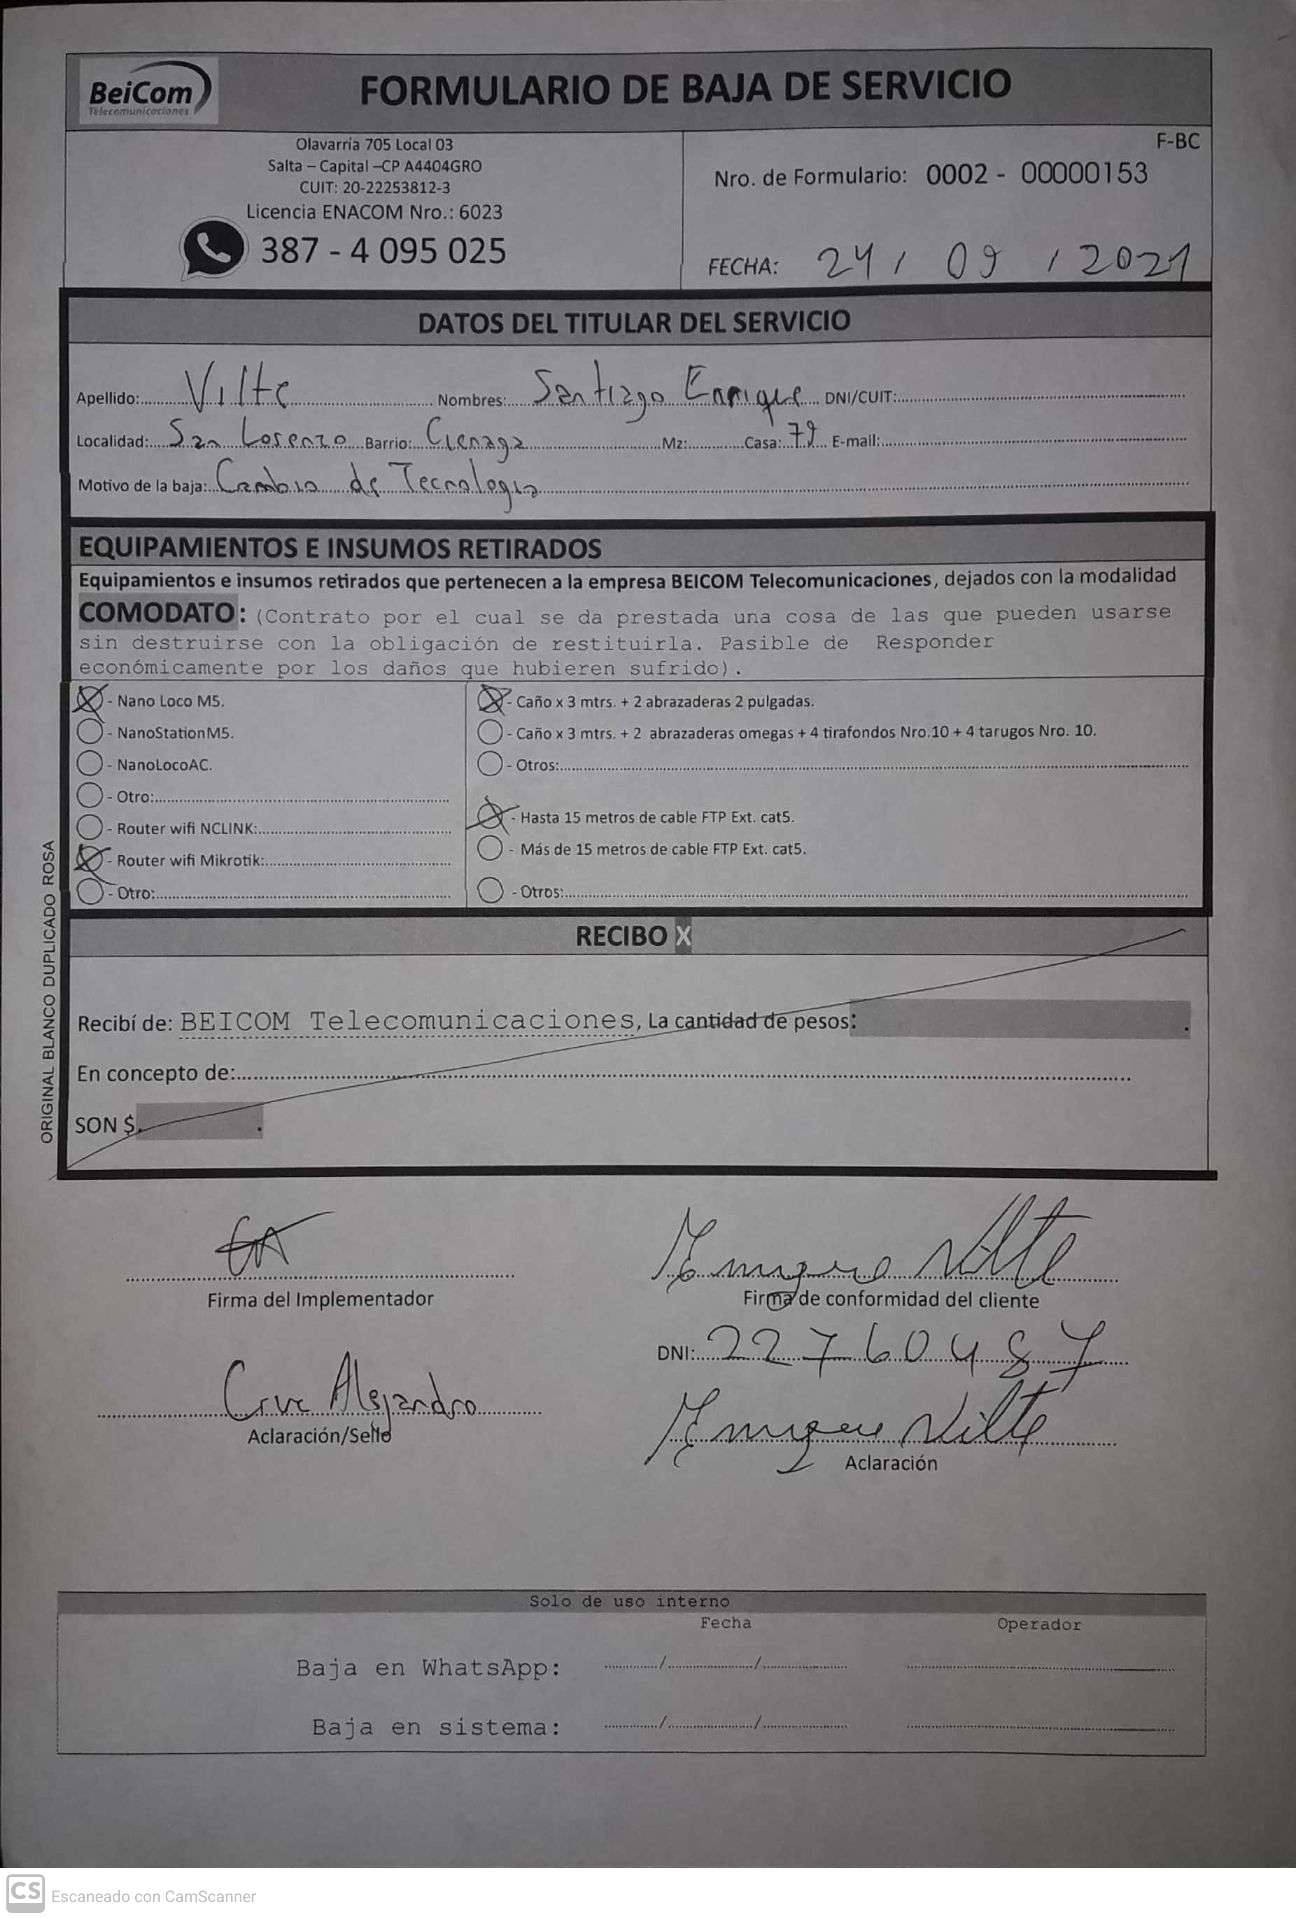 BeiCom
Telecomunicaciones
FORMULARIO DE BAJA DE SERVICIO
Olavarría 705 Local 03
Salta – Capital –CP A4404GRO
CUIT: 20-22253812-3
Licencia ENACOM Nro.: 6023
387 - 4 095 025
F-BC
Nro. de Formulario: 0002 - 00000153
FECHA: 24 / 09 / 2021
DATOS DEL TITULAR DEL SERVICIO
Apellido: Vilte Nombres: Santiago Enrique DNI/CUIT:
Localidad: San Lorenzo Barrio: Cienaga Mz: Casa: 79 E-mail:
Motivo de la baja: Cambio de Tecnologia
EQUIPAMIENTOS E INSUMOS RETIRADOS
Equipamientos e insumos retirados que pertenecen a la empresa BEICOM Telecomunicaciones, dejados con la modalidad
COMODATO: (Contrato por el cual se da prestada una cosa de las que pueden usarse
sin destruirse con la obligación de restituirla. Pasible de Responder
económicamente por los daños que hubieren sufrido).
- Nano Loco M5.
- NanoStationM5.
- NanoLocoAC.
- Otro:
- Router wifi NCLINK:
- Router wifi Mikrotik:
- Otro:
- Caño x 3 mtrs. + 2 abrazaderas 2 pulgadas.
- Caño x 3 mtrs. + 2 abrazaderas omegas + 4 tirafondos Nro.10 + 4 tarugos Nro. 10.
- Otros:
- Hasta 15 metros de cable FTP Ext. cat5.
- Más de 15 metros de cable FTP Ext. cat5.
- Otros:
ORIGINAL BLANCO DUPLICADO ROSA
RECIBO X
Recibí de: BEICOM Telecomunicaciones, La cantidad de pesos:
En concepto de:
SON $
Firma del Implementador
Enrique Vilte
Firma de conformidad del cliente
DNI: 22760487
Cruz Alejandro
Aclaración/Sello
Enrique Vilte
Aclaración
Solo de uso interno
Fecha Operador
Baja en WhatsApp: / /
Baja en sistema: / /
CS Escaneado con CamScanner